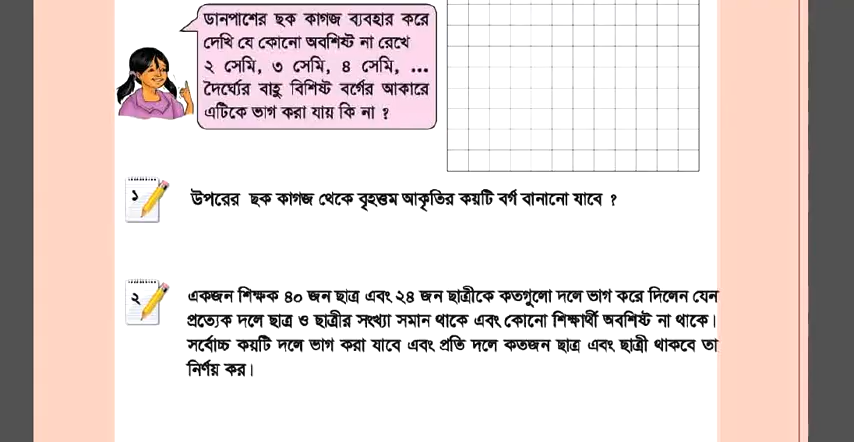 ডানপাশের ছক কাগজ ব্যবহার করে
দেখি যে কোনো অবশিষ্ট না রেখে
২ সেমি, ৩ সেমি, ৪ সেমি, ...
দৈর্ঘ্যের বাহু বিশিষ্ট বর্গের আকারে
এটিকে ভাগ করা যায় কি না ?
১
উপরের ছক কাগজ থেকে বৃহত্তম আকৃতির কয়টি বর্গ বানানো যাবে ?
২
একজন শিক্ষক ৪০ জন ছাত্র এবং ২৪ জন ছাত্রীকে কতগুলো দলে ভাগ করে দিলেন যেন
প্রত্যেক দলে ছাত্র ও ছাত্রীর সংখ্যা সমান থাকে এবং কোনো শিক্ষার্থী অবশিষ্ট না থাকে।
সর্বোচ্চ কয়টি দলে ভাগ করা যাবে এবং প্রতি দলে কতজন ছাত্র এবং ছাত্রী থাকবে তা
নির্ণয় কর।